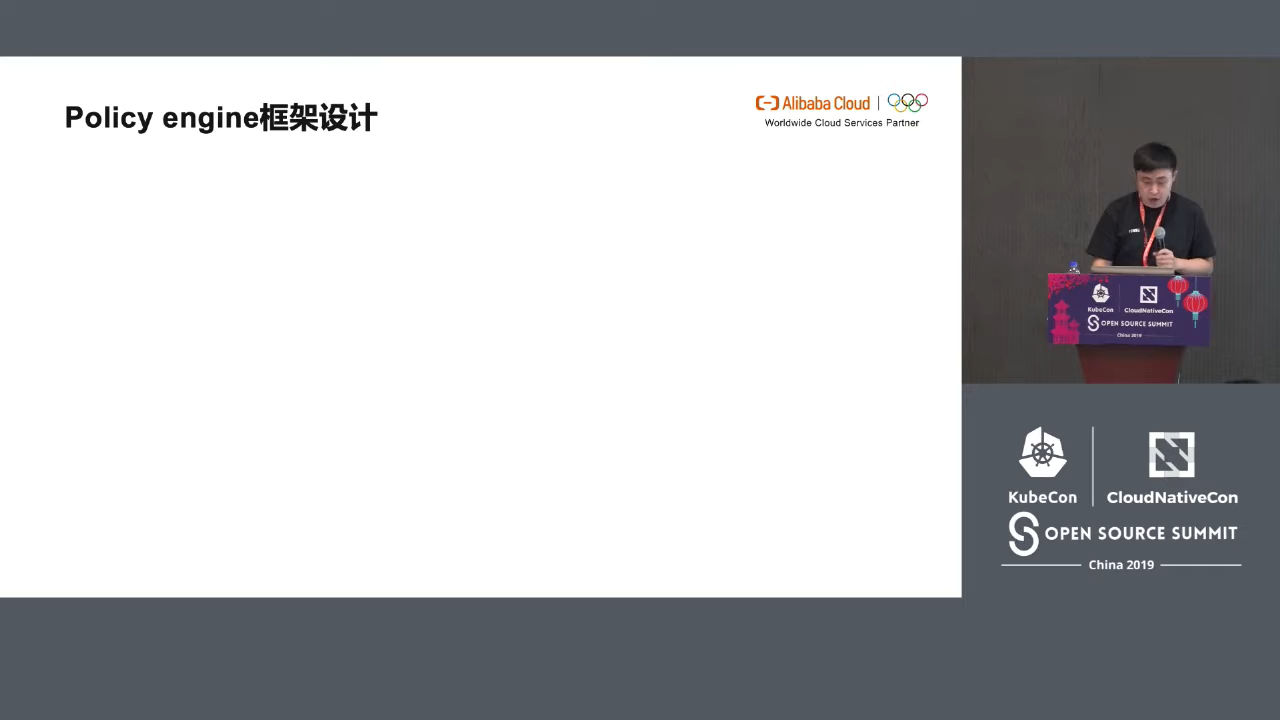 Policy engine框架设计
Alibaba Cloud
Worldwide Cloud Services Partner
KubeCon
CloudNativeCon
OPEN SOURCE SUMMIT
China 2019
KubeCon
CloudNativeCon
OPEN SOURCE SUMMIT
China 2019